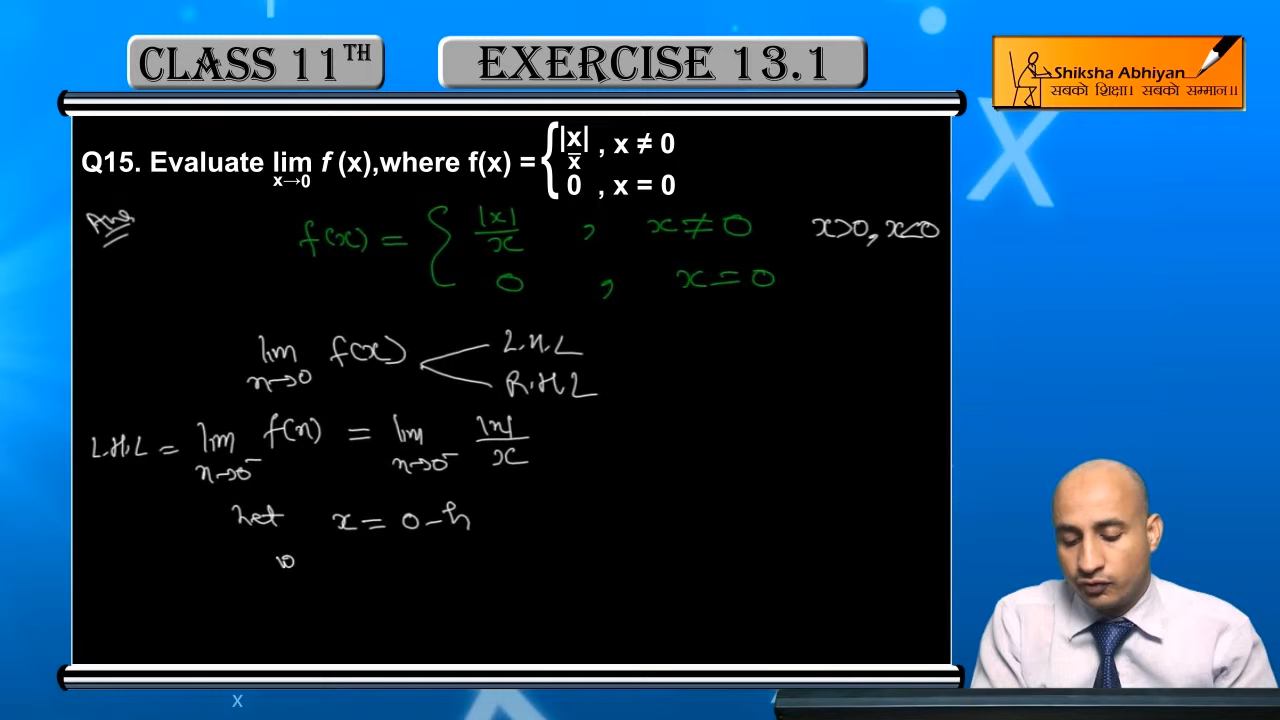 CLASS 11TH
EXERCISE 13.1
Shiksha Abhiyan
सबको शिक्षा। सबको सम्मान।।
Q15. Evaluate lim x→0 f (x),where f(x) = { |x|/x , x ≠ 0
0 , x = 0
Ans
f(x) = { |x|/x , x ≠ 0 x>0, x<0
0 , x = 0
lim x→0 f(x) L.H.L
R.H.L
L.H.L = lim x→0⁻ f(x) = lim x→0⁻ |x|/x
Let x = 0-h